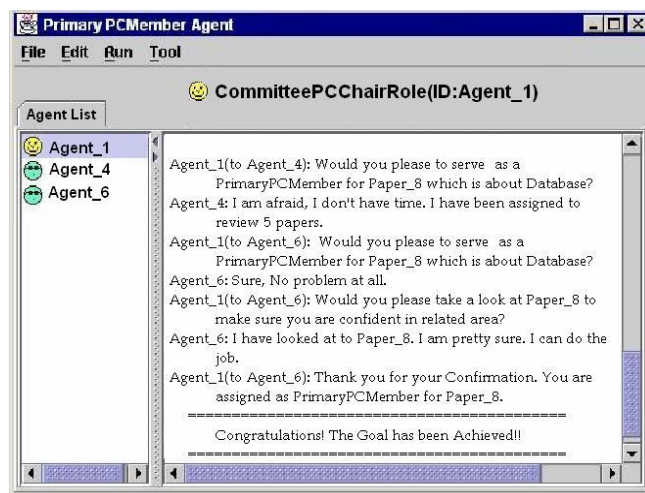 Primary PCMember Agent
File Edit Run Tool
CommitteePCChairRole(ID:Agent_1)
Agent List
Agent_1
Agent_4
Agent_6
Agent_1(to Agent_4): Would you please to serve as a
PrimaryPCMember for Paper_8 which is about Database?
Agent_4: I am afraid, I don't have time. I have been assigned to
review 5 papers.
Agent_1(to Agent_6): Would you please to serve as a
PrimaryPCMember for Paper_8 which is about Database?
Agent_6: Sure, No problem at all.
Agent_1(to Agent_6): Would you please take a look at Paper_8 to
make sure you are confident in related area?
Agent_6: I have looked at to Paper_8. I am pretty sure. I can do the
job.
Agent_1(to Agent_6): Thank you for your Confirmation. You are
assigned as PrimaryPCMember for Paper_8.
==============================================
Congratulations! The Goal has been Achieved!!
==============================================